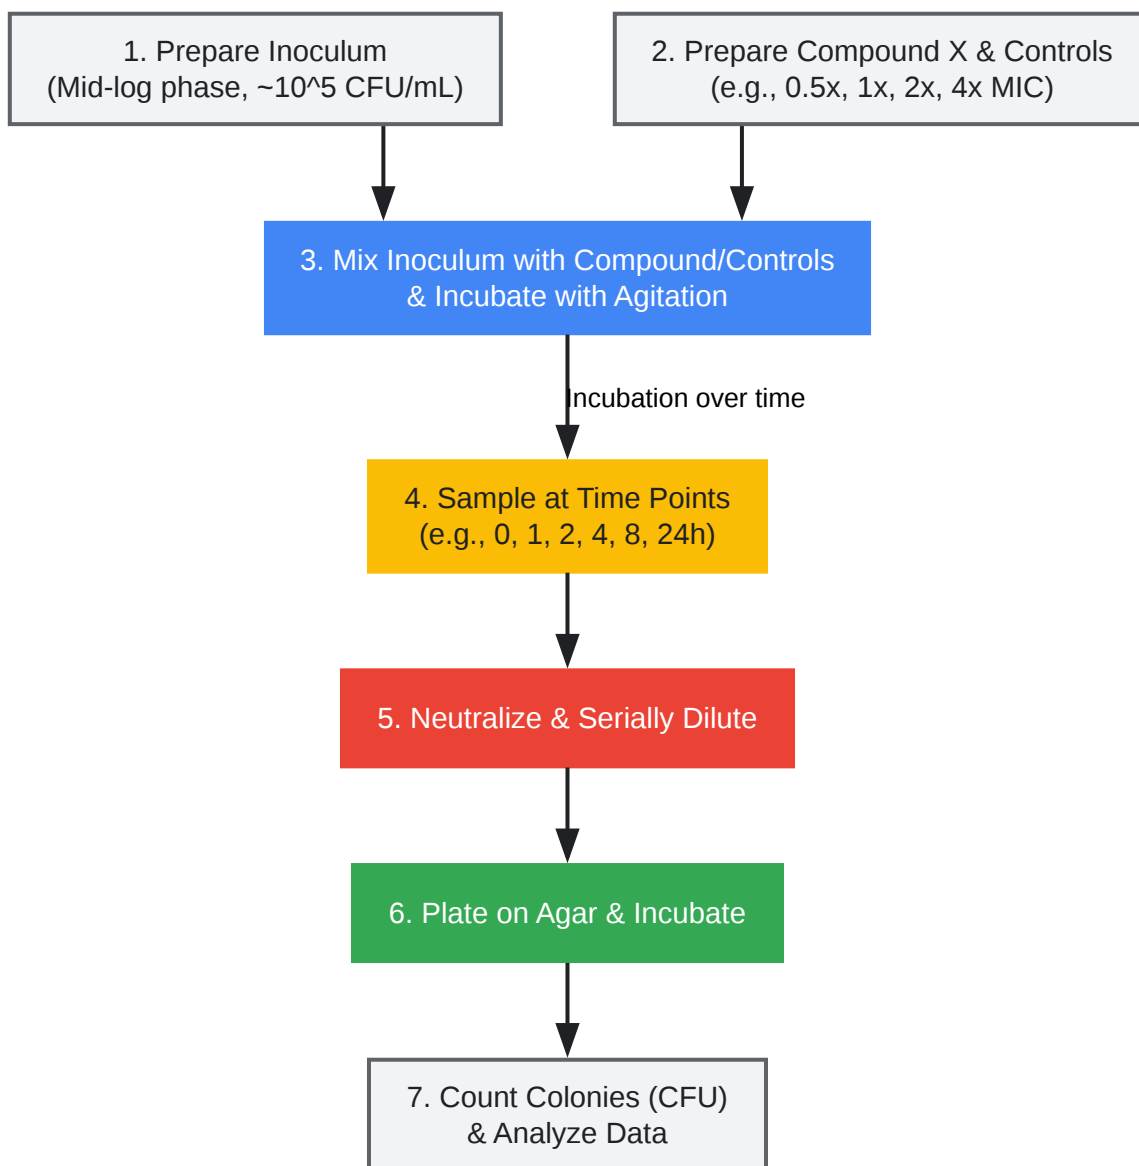 1. Prepare Inoculum
(Mid-log phase, ~10^5 CFU/mL)
2. Prepare Compound X & Controls
(e.g., 0.5x, 1x, 2x, 4x MIC)
3. Mix Inoculum with Compound/Controls
& Incubate with Agitation
Incubation over time
4. Sample at Time Points
(e.g., 0, 1, 2, 4, 8, 24h)
5. Neutralize & Serially Dilute
6. Plate on Agar & Incubate
7. Count Colonies (CFU)
& Analyze Data